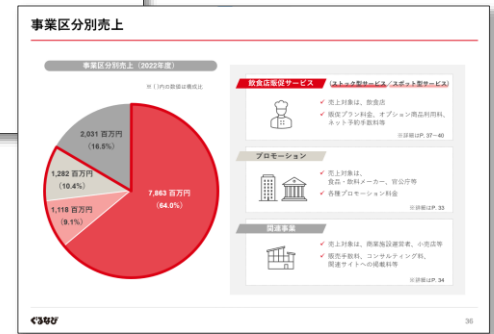 事業区分別売上
事業区分別売上（2022年度）
※（）内の数値は構成比
2,031 百万円
（16.5%）
1,282 百万円
（10.4%）
1,118 百万円
（9.1%）
7,863 百万円
（64.0%）
飲食店販促サービス（ストック型サービス／スポット型サービス）
✓ 売上対象は、飲食店
✓ 販促プラン料金、オプション商品利用料、
ネット予約手数料等
※詳細はP. 37~40
プロモーション
✓ 売上対象は、
食品・飲料メーカー、官公庁等
✓ 各種プロモーション料金
※詳細はP. 33
関連事業
✓ 売上対象は、商業施設運営者、小売店等
✓ 販売手数料、コンサルティング料、
関連サイトへの掲載料等
※詳細はP. 34
ぐるなび
36